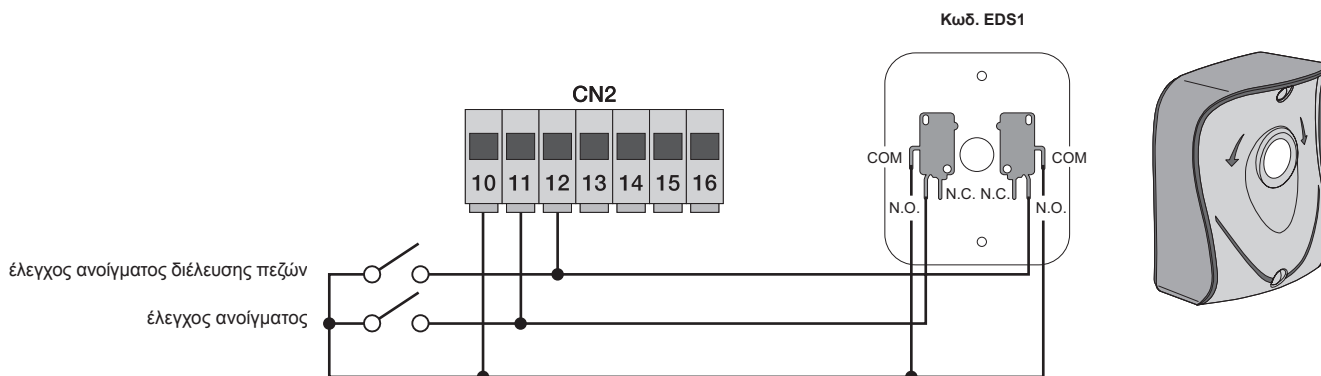 Κωδ. EDS1
CN2
10 11 12 13 14 15 16
COM COM
N.C. N.C.
N.O. N.O.
έλεγχος ανοίγματος διέλευσης πεζών
έλεγχος ανοίγματος